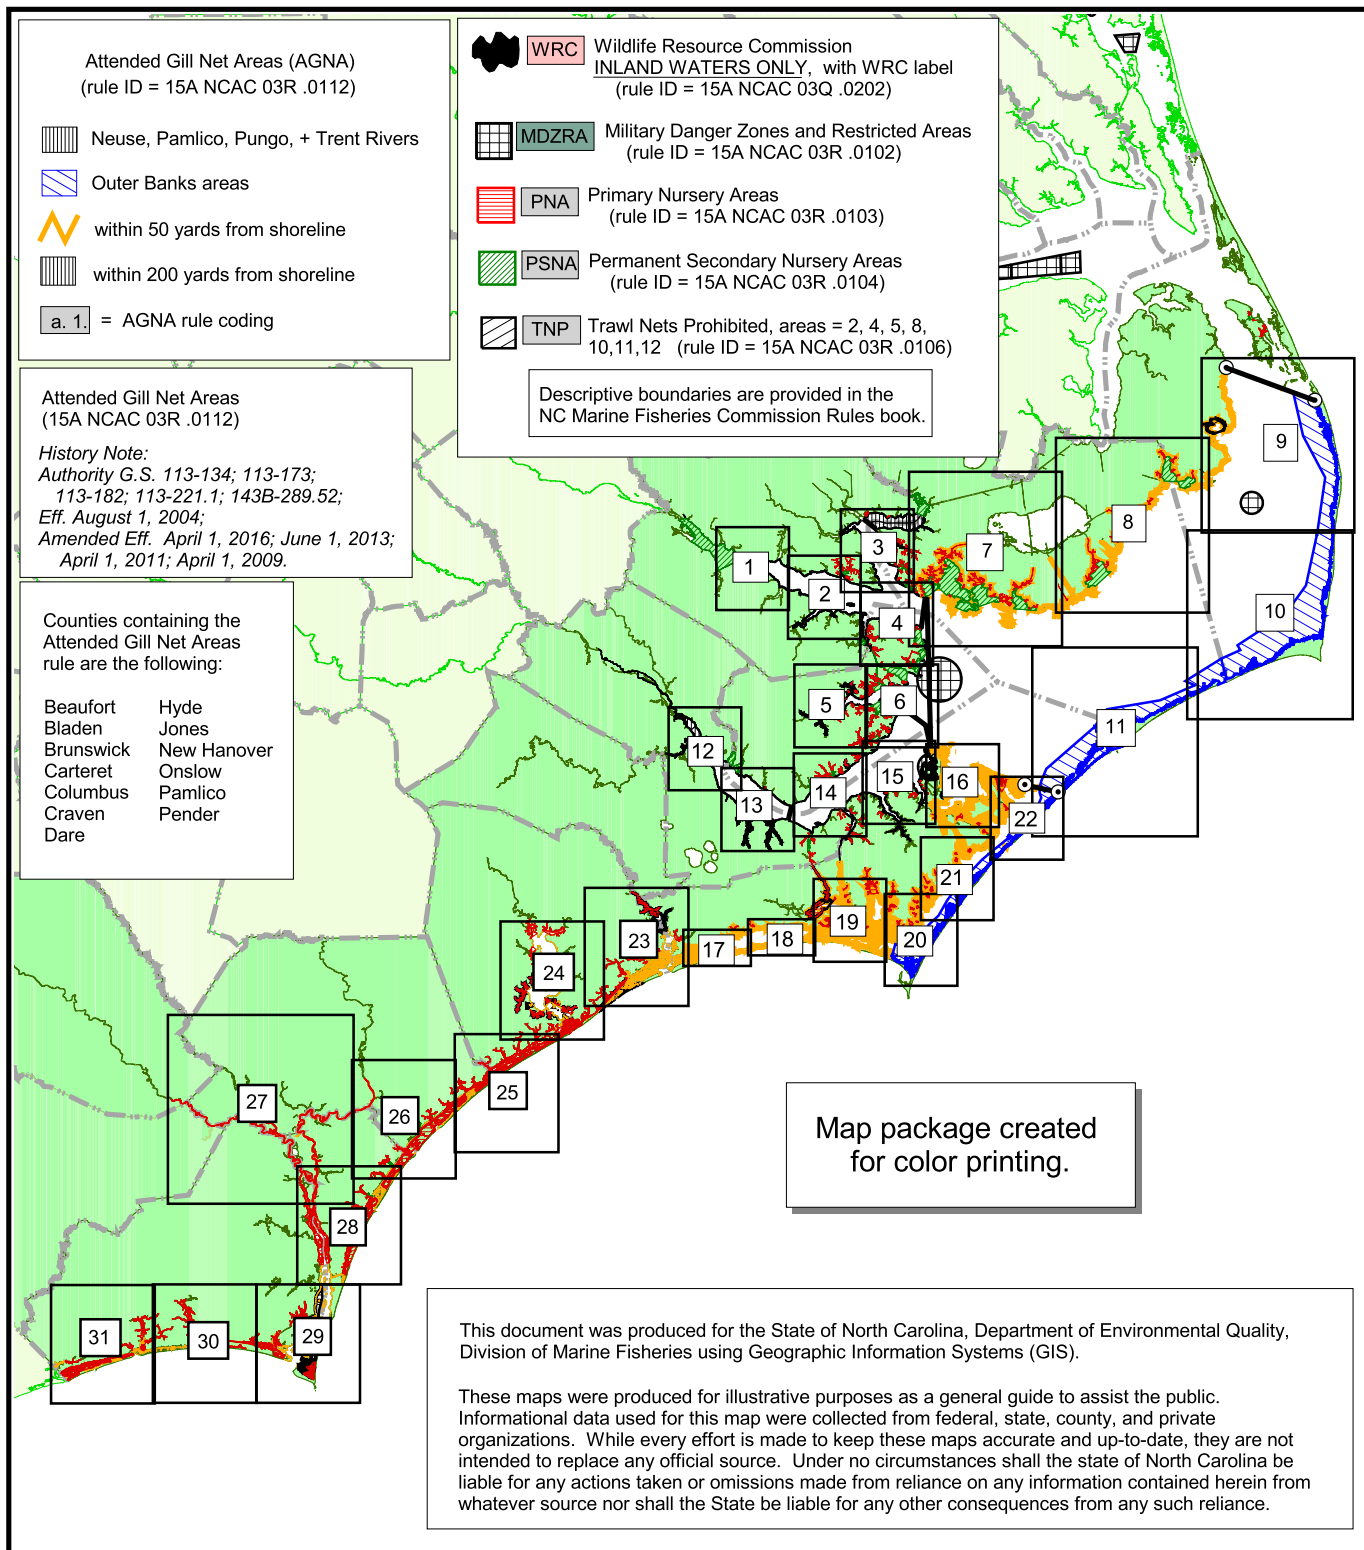 Attended Gill Net Areas (AGNA)
(rule ID = 15A NCAC 03R .0112)
Neuse, Pamlico, Pungo, + Trent Rivers
Outer Banks areas
within 50 yards from shoreline
within 200 yards from shoreline
a. 1. = AGNA rule coding
WRC Wildlife Resource Commission
INLAND WATERS ONLY, with WRC label
(rule ID = 15A NCAC 03Q .0202)
MDZRA Military Danger Zones and Restricted Areas
(rule ID = 15A NCAC 03R .0102)
PNA Primary Nursery Areas
(rule ID = 15A NCAC 03R .0103)
PSNA Permanent Secondary Nursery Areas
(rule ID = 15A NCAC 03R .0104)
TNP Trawl Nets Prohibited, areas = 2, 4, 5, 8,
10,11,12 (rule ID = 15A NCAC 03R .0106)
Descriptive boundaries are provided in the
NC Marine Fisheries Commission Rules book.
Attended Gill Net Areas
(15A NCAC 03R .0112)
History Note:
Authority G.S. 113-134; 113-173;
113-182; 113-221.1; 143B-289.52;
Eff. August 1, 2004;
Amended Eff. April 1, 2016; June 1, 2013;
April 1, 2011; April 1, 2009.
Counties containing the
Attended Gill Net Areas
rule are the following:
Beaufort Hyde
Bladen Jones
Brunswick New Hanover
Carteret Onslow
Columbus Pamlico
Craven Pender
Dare
1
2
3
4
5
6
7
8
9
10
11
12
13
14
15
16
17
18
19
20
21
22
23
24
25
26
27
28
29
30
31
Map package created
for color printing.
This document was produced for the State of North Carolina, Department of Environmental Quality,
Division of Marine Fisheries using Geographic Information Systems (GIS).
These maps were produced for illustrative purposes as a general guide to assist the public.
Informational data used for this map were collected from federal, state, county, and private
organizations. While every effort is made to keep these maps accurate and up-to-date, they are not
intended to replace any official source. Under no circumstances shall the state of North Carolina be
liable for any actions taken or omissions made from reliance on any information contained herein from
whatever source nor shall the State be liable for any other consequences from any such reliance.